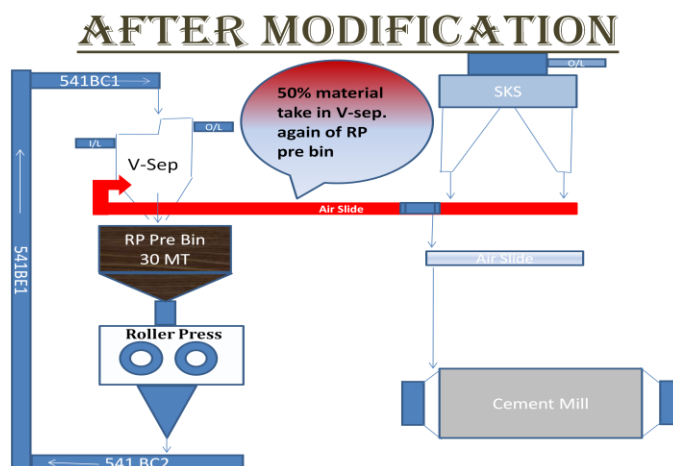 AFTER MODIFICATION
541BC1
O/L
SKS
50% material
take in V-sep.
again of RP
pre bin
O/L
I/L
V-Sep
Air Slide
RP Pre Bin
30 MT
Air Slide
541BE1
Roller Press
Cement Mill
541 BC2